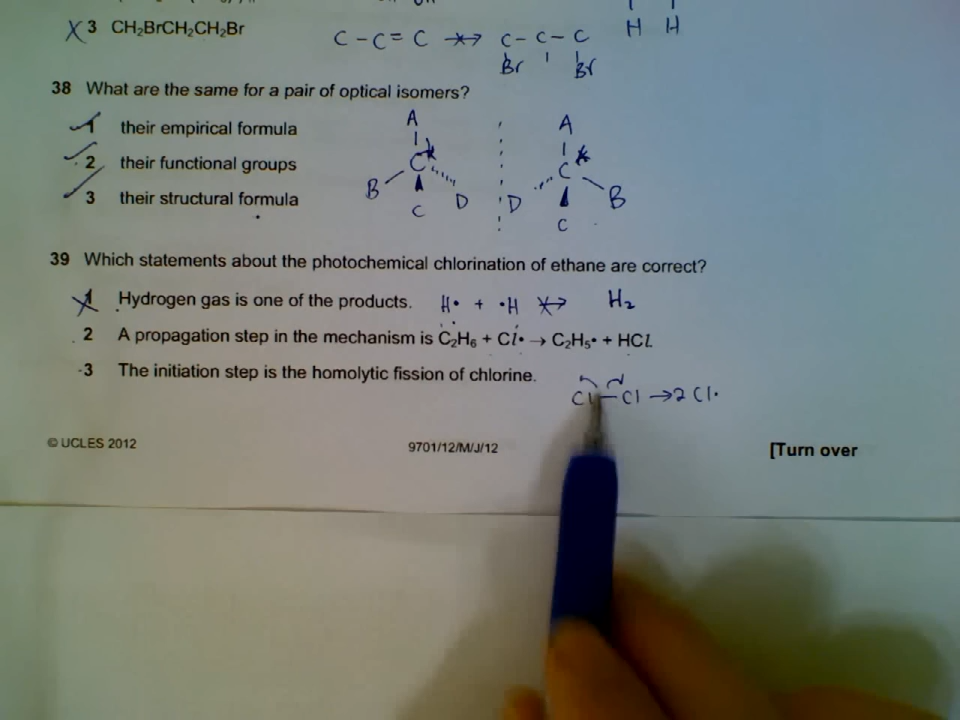 X 3 CH₂BrCH₂CH₂Br
C - C = C C - C - C H H
Br Br
38 What are the same for a pair of optical isomers?
1 their empirical formula A A
2 their functional groups C C
3 their structural formula B C D D C B
39 Which statements about the photochemical chlorination of ethane are correct?
1 Hydrogen gas is one of the products. H• + •H H₂
2 A propagation step in the mechanism is C₂H₆ + Cl• → C₂H₅• + HCl.
3 The initiation step is the homolytic fission of chlorine.
Cl — Cl → 2 Cl•
© UCLES 2012 9701/12/M/J/12 [Turn over